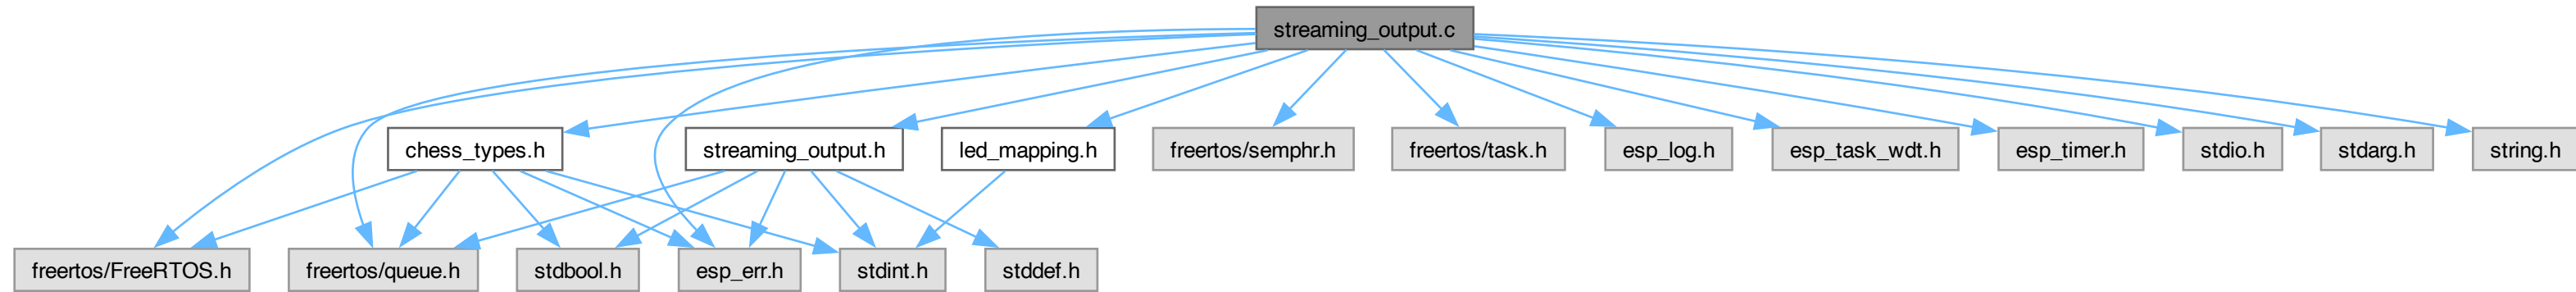 streaming_output.c
chess_types.h
streaming_output.h
led_mapping.h
freertos/semphr.h
freertos/task.h
esp_log.h
esp_task_wdt.h
esp_timer.h
stdio.h
stdarg.h
string.h
freertos/FreeRTOS.h
freertos/queue.h
stdbool.h
esp_err.h
stdint.h
stddef.h